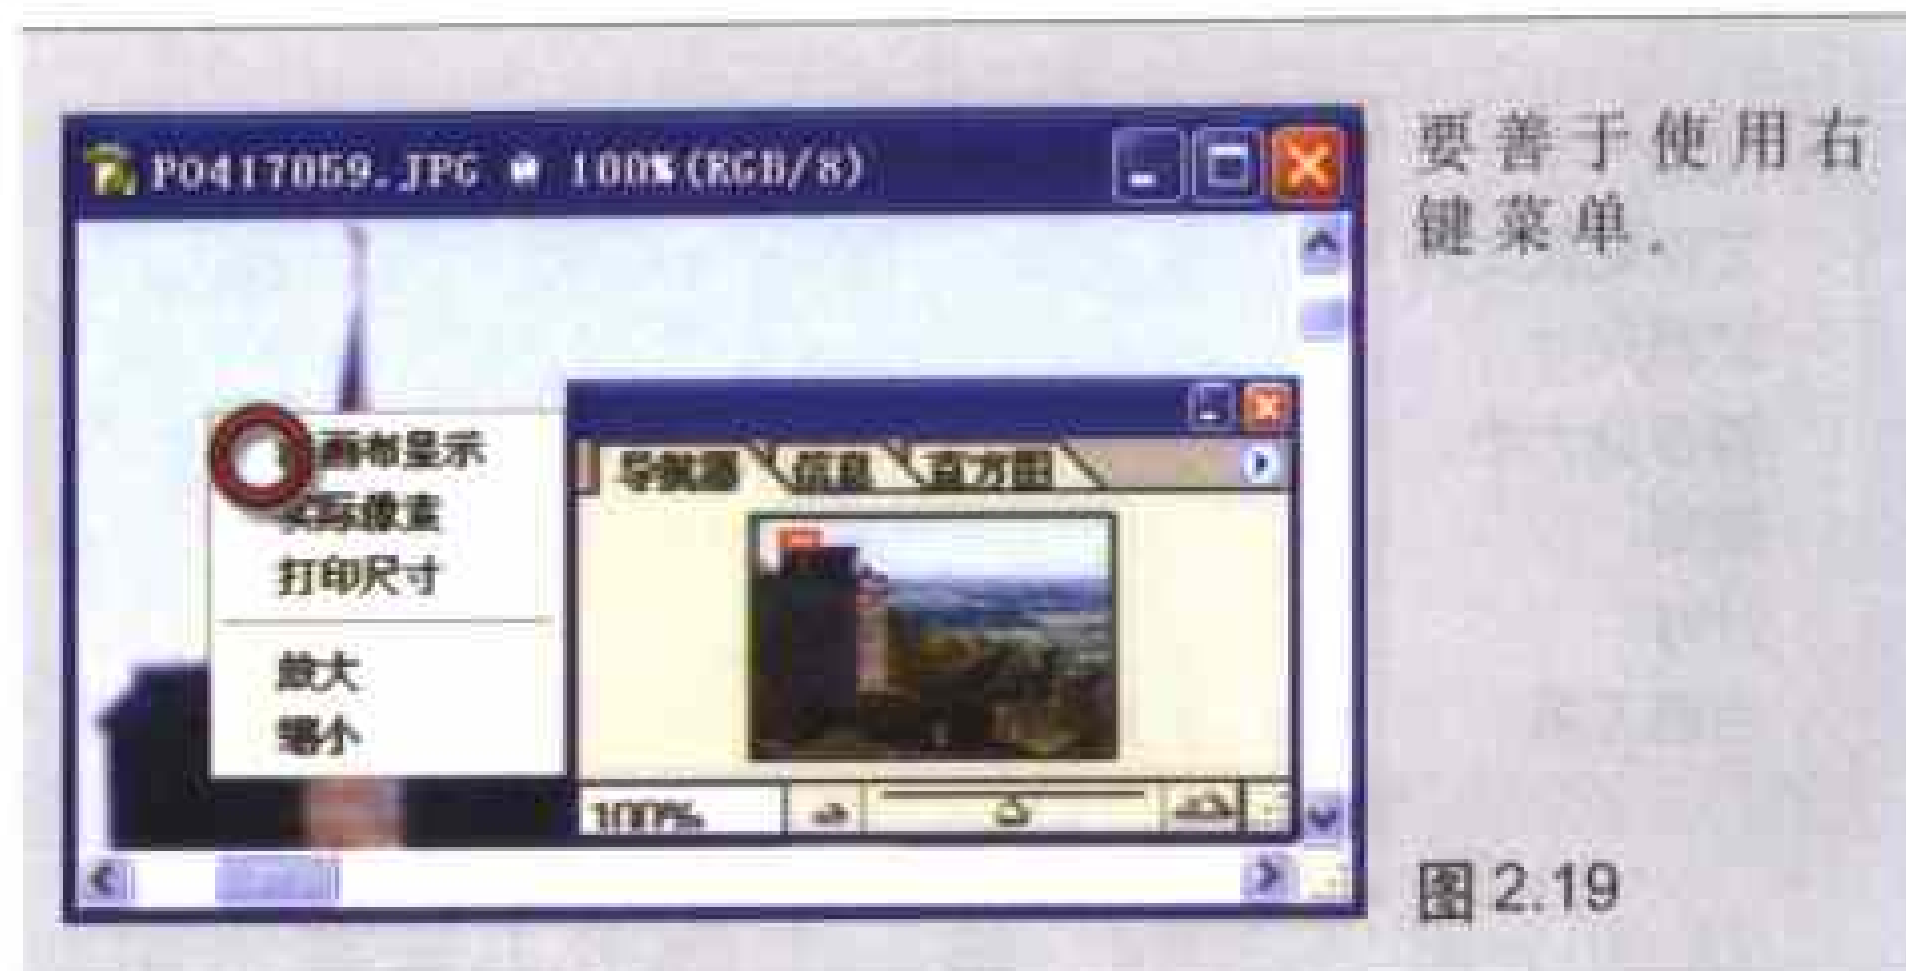 P0417059.JPG @ 100%(RGB/8)
要善于使用右
键菜单.
画布显示
实际像素
打印尺寸
放大
缩小
导航器 信息 直方图
100%
图2.19